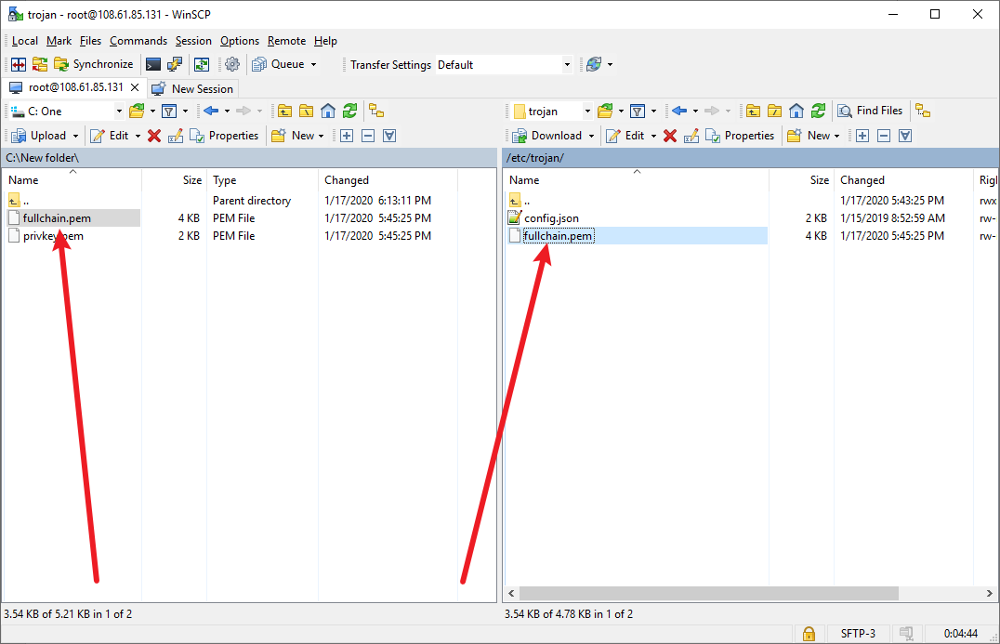 trojan - root@108.61.85.131 - WinSCP
Local Mark Files Commands Session Options Remote Help
Synchronize Queue Transfer Settings Default
root@108.61.85.131 New Session
C: One trojan Find Files
Upload Edit Properties New Download Edit Properties New
C:\New folder\ /etc/trojan/
Name Size Type Changed Name Size Changed Righ
.. Parent directory 1/17/2020 6:13:11 PM .. 1/17/2020 5:43:25 PM rwx
fullchain.pem 4 KB PEM File 1/17/2020 5:45:25 PM config.json 2 KB 1/15/2019 8:52:59 AM rw-
privkey.pem 2 KB PEM File 1/17/2020 5:45:25 PM fullchain.pem 4 KB 1/17/2020 5:45:25 PM rw-
3.54 KB of 5.21 KB in 1 of 2 3.54 KB of 4.78 KB in 1 of 2
SFTP-3 0:04:44